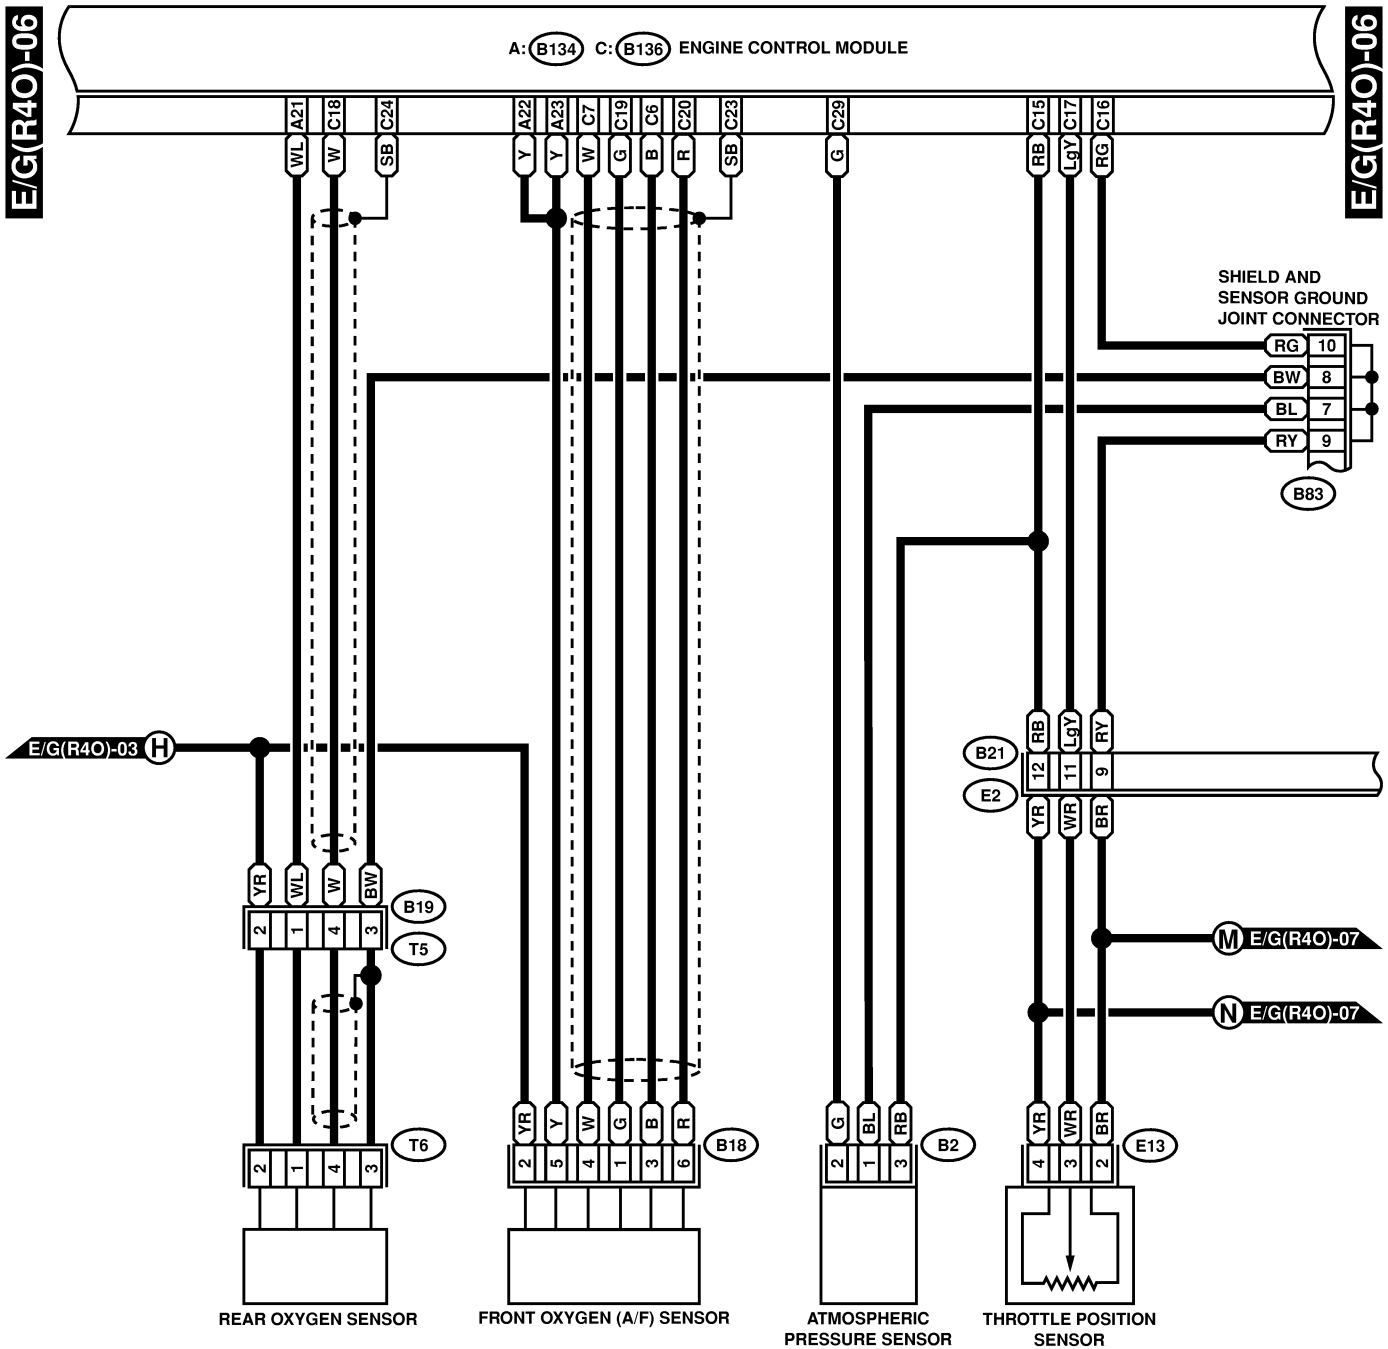 E/G(R4O)-06
A: B134 C: B136 ENGINE CONTROL MODULE
E/G(R4O)-06
A21 C18 C24 A22 A23 C7 C19 C6 C20 C23 C29 C15 C17 C16
WL W SB Y Y W G B R SB G RB LgY RG
SHIELD AND
SENSOR GROUND
JOINT CONNECTOR
RG 10
BW 8
BL 7
RY 9
B83
RB LgY RY
E/G(R4O)-03 H
B21
12 11 9
E2
YR WR BR
YR WL W BW
B19
2 1 4 3
T5
M E/G(R4O)-07
N E/G(R4O)-07
YR Y W G B R
G BL RB
YR WR BR
T6
B18
B2
E13
2 1 4 3
2 5 4 1 3 6
2 1 3
4 3 2
REAR OXYGEN SENSOR
FRONT OXYGEN (A/F) SENSOR
ATMOSPHERIC
PRESSURE SENSOR
THROTTLE POSITION
SENSOR